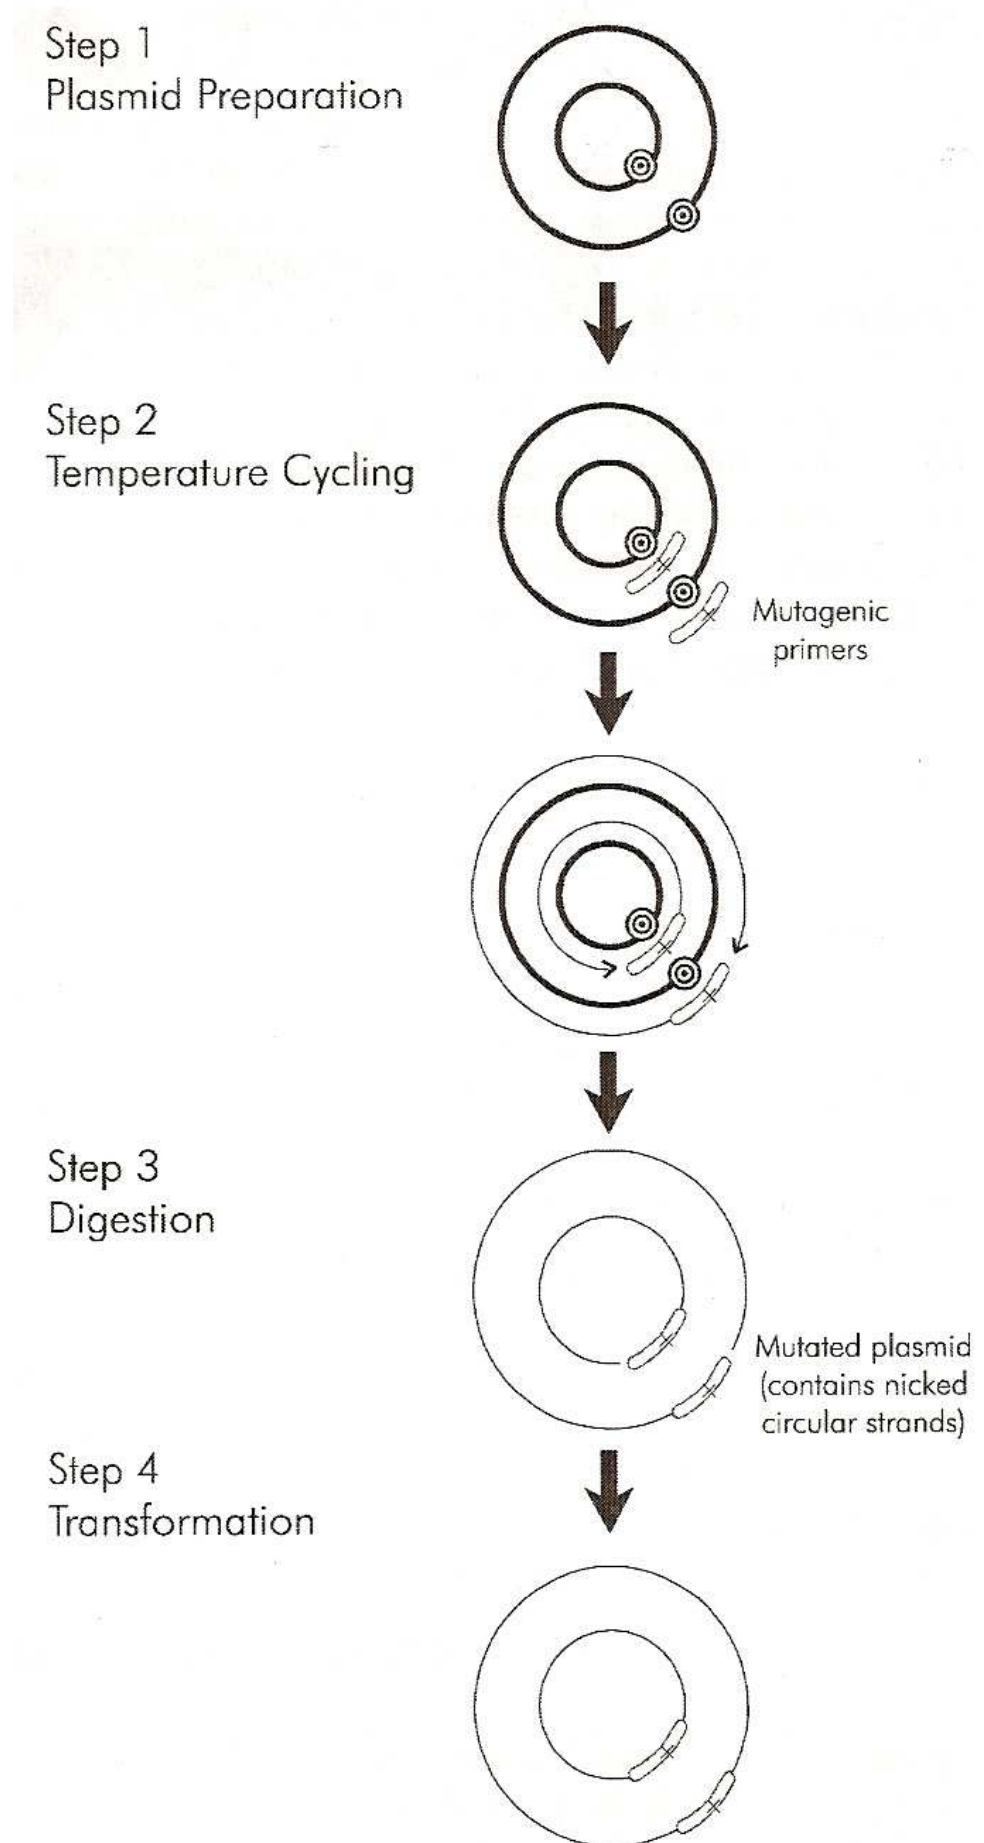 Step 1
Plasmid Preparation
Step 2
Temperature Cycling
Mutagenic
primers
Step 3
Digestion
Mutated plasmid
(contains nicked
circular strands)
Step 4
Transformation